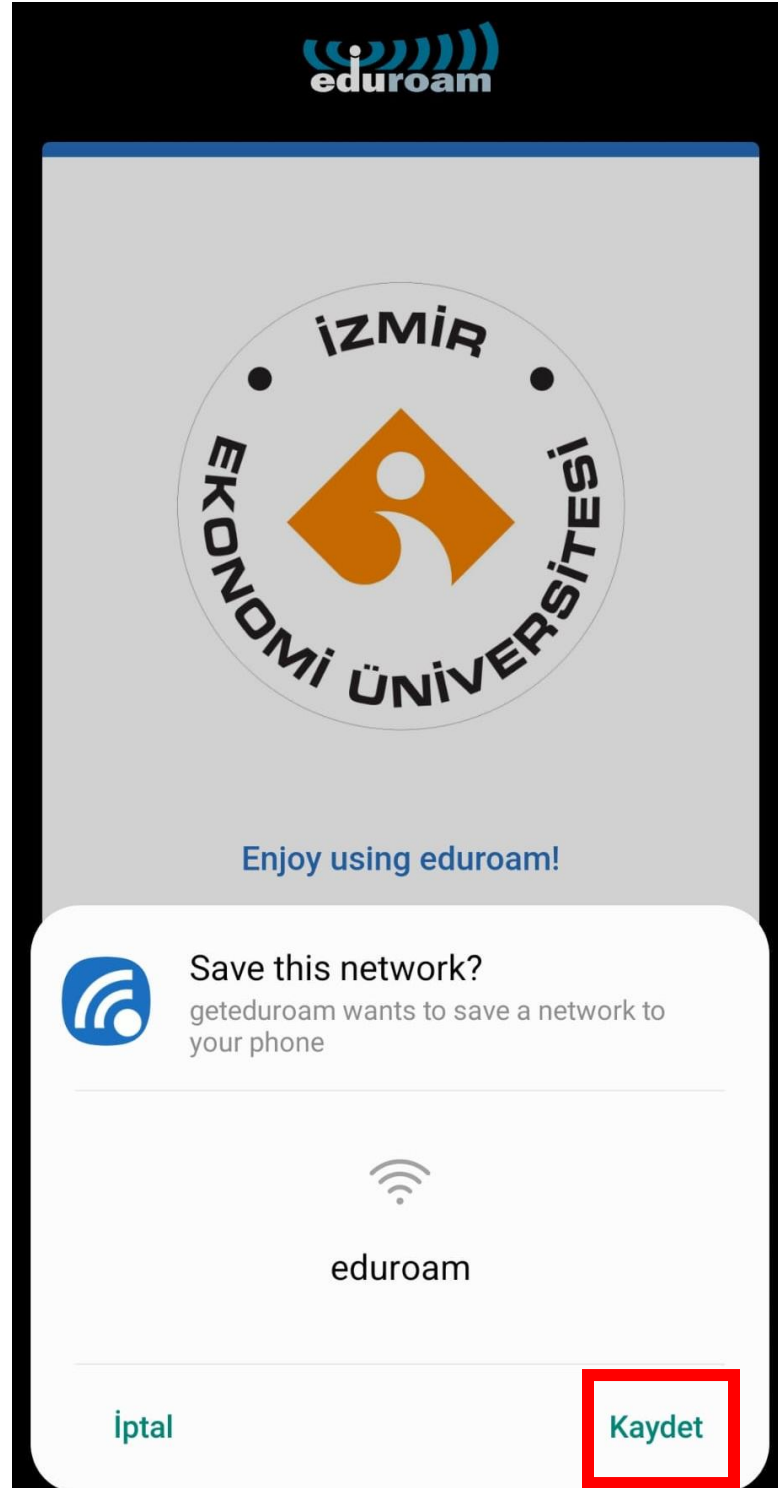 eduroam
İZMİR
EKONOMİ ÜNİVERSİTESİ
Enjoy using eduroam!
Save this network?
geteduroam wants to save a network to
your phone
eduroam
İptal
Kaydet